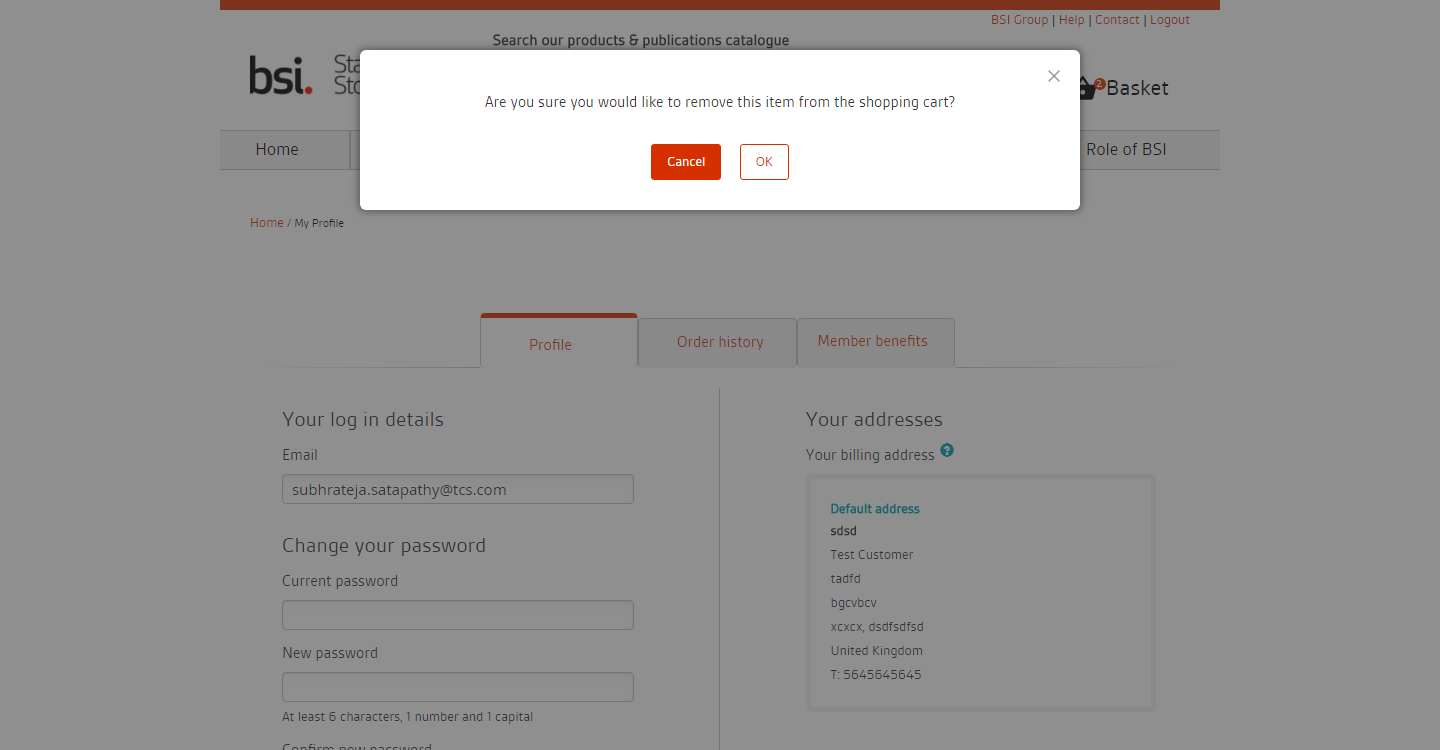 BSI Group | Help | Contact | Logout
Search our products & publications catalogue
bsi.
Are you sure you would like to remove this item from the shopping cart?
2 Basket
Cancel OK
Home
Role of BSI
Home / My Profile
Profile Order history Member benefits
Your log in details
Email
subhrateja.satapathy@tcs.com
Change your password
Current password
New password
At least 6 characters, 1 number and 1 capital
Confirm new password
Your addresses
Your billing address ?
Default address
sdsd
Test Customer
tadfd
bgcvbcv
xcxcx, dsdfsdfsd
United Kingdom
T: 5645645645